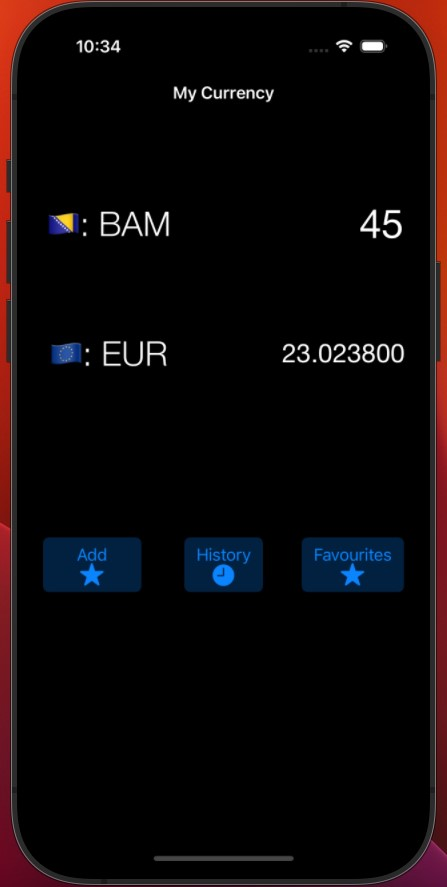 10:34
My Currency
🇧🇦: BAM 45
🇪🇺: EUR 23.023800
Add
History
Favourites